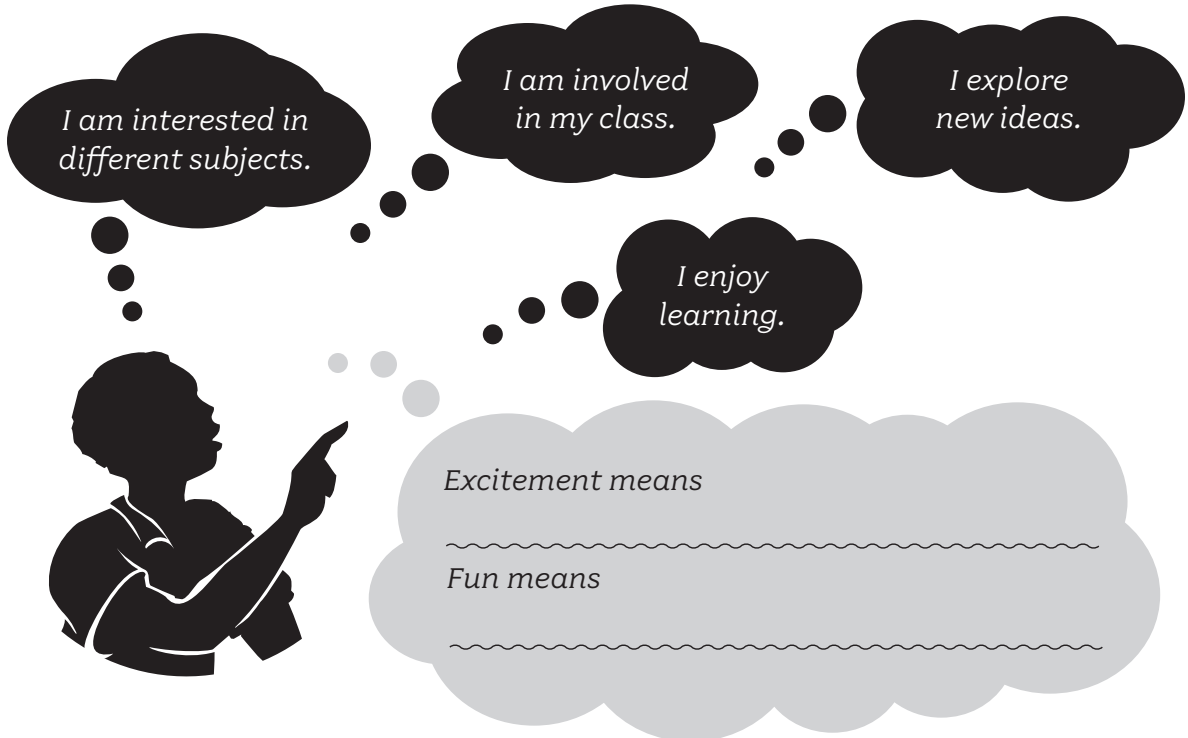 I am interested in
different subjects.
I am involved
in my class.
I explore
new ideas.
I enjoy
learning.
Excitement means
Fun means